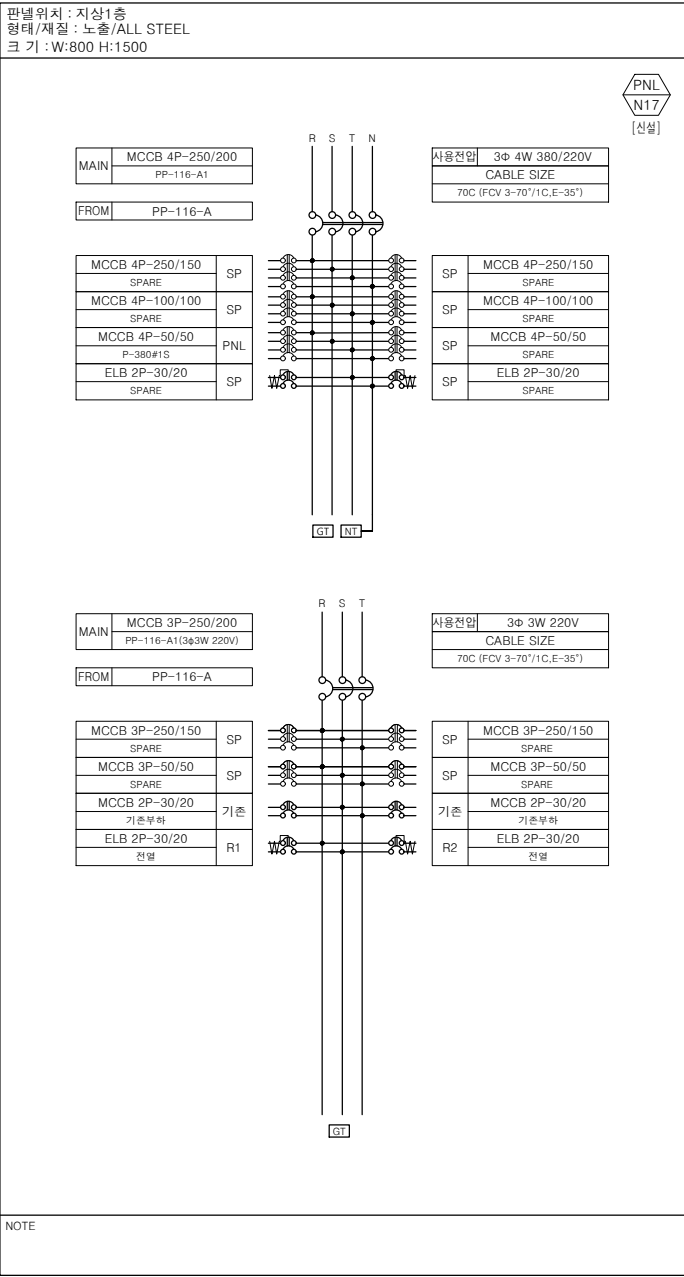 판넬위치 : 지상1층
형태/재질 : 노출/ALL STEEL
크 기 : W:800 H:1500
PNL
N17
[신설]
R S T N
MAIN MCCB 4P-250/200
PP-116-A1
사용전압 3Φ 4W 380/220V
CABLE SIZE
70C (FCV 3-70°/1C,E-35°)
FROM PP-116-A
MCCB 4P-250/150 SP
SPARE
MCCB 4P-100/100 SP
SPARE
MCCB 4P-50/50 PNL
P-380#1S
ELB 2P-30/20 SP
SPARE
SP MCCB 4P-250/150
SPARE
SP MCCB 4P-100/100
SPARE
SP MCCB 4P-50/50
SPARE
SP ELB 2P-30/20
SPARE
GT NT
R S T
MAIN MCCB 3P-250/200
PP-116-A1(3ϕ3W 220V)
사용전압 3Φ 3W 220V
CABLE SIZE
70C (FCV 3-70°/1C,E-35°)
FROM PP-116-A
MCCB 3P-250/150 SP
SPARE
MCCB 3P-50/50 SP
SPARE
MCCB 2P-30/20 기존
기존부하
ELB 2P-30/20 R1
전열
SP MCCB 3P-250/150
SPARE
SP MCCB 3P-50/50
SPARE
기존 MCCB 2P-30/20
기존부하
R2 ELB 2P-30/20
전열
GT
NOTE